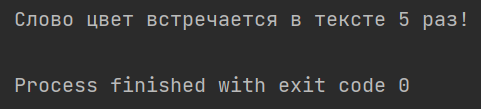 Слово цвет встречается в тексте 5 раз!
Process finished with exit code 0